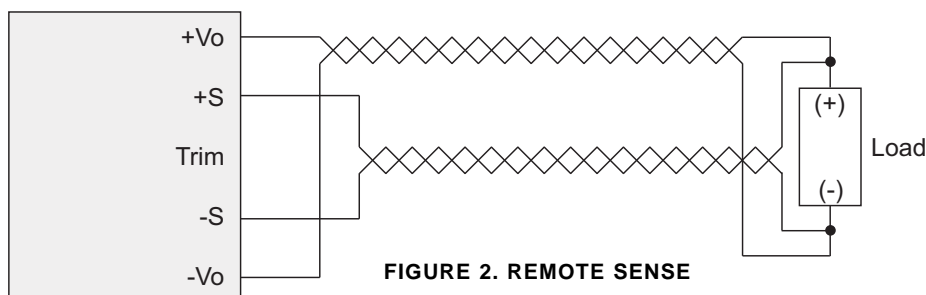 +Vo
+S
Trim
-S
-Vo
(+)
Load
(-)
FIGURE 2. REMOTE SENSE